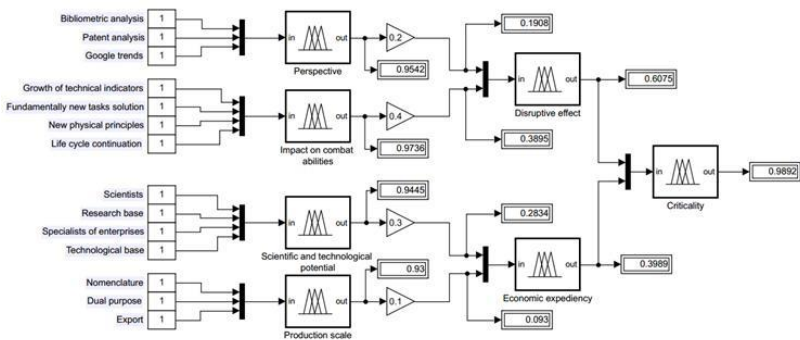 Bibliometric analysis
1
Patent analysis
1
Google trends
1
in
out
Perspective
0.2
0.9542
0.1908
Growth of technical indicators
1
Fundamentally new tasks solution
1
New physical principles
1
Life cycle continuation
1
in
out
Impact on combat
abilities
0.4
0.9736
0.3895
in
out
Disruptive effect
0.6075
Scientists
1
Research base
1
Specialists of enterprises
1
Technological base
1
in
out
Scientific and technological
potential
0.9445
0.3
0.2834
Nomenclature
1
Dual purpose
1
Export
1
in
out
Production scale
0.93
0.1
0.093
in
out
Economic expediency
0.3989
in
out
Criticality
0.9892